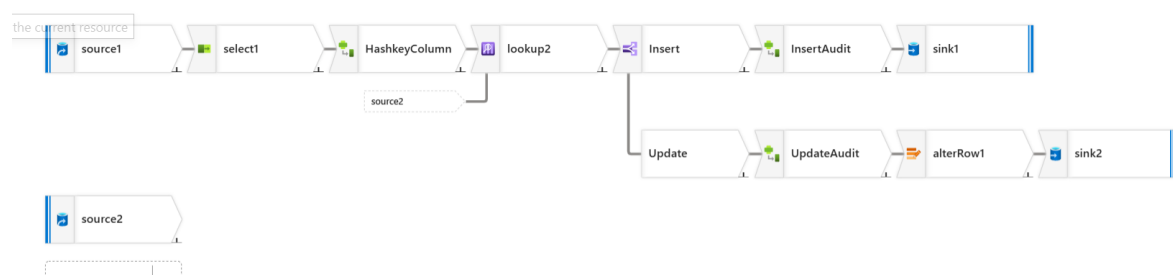 the current resource
source1
select1
HashkeyColumn
lookup2
Insert
InsertAudit
sink1
source2
Update
UpdateAudit
alterRow1
sink2
source2